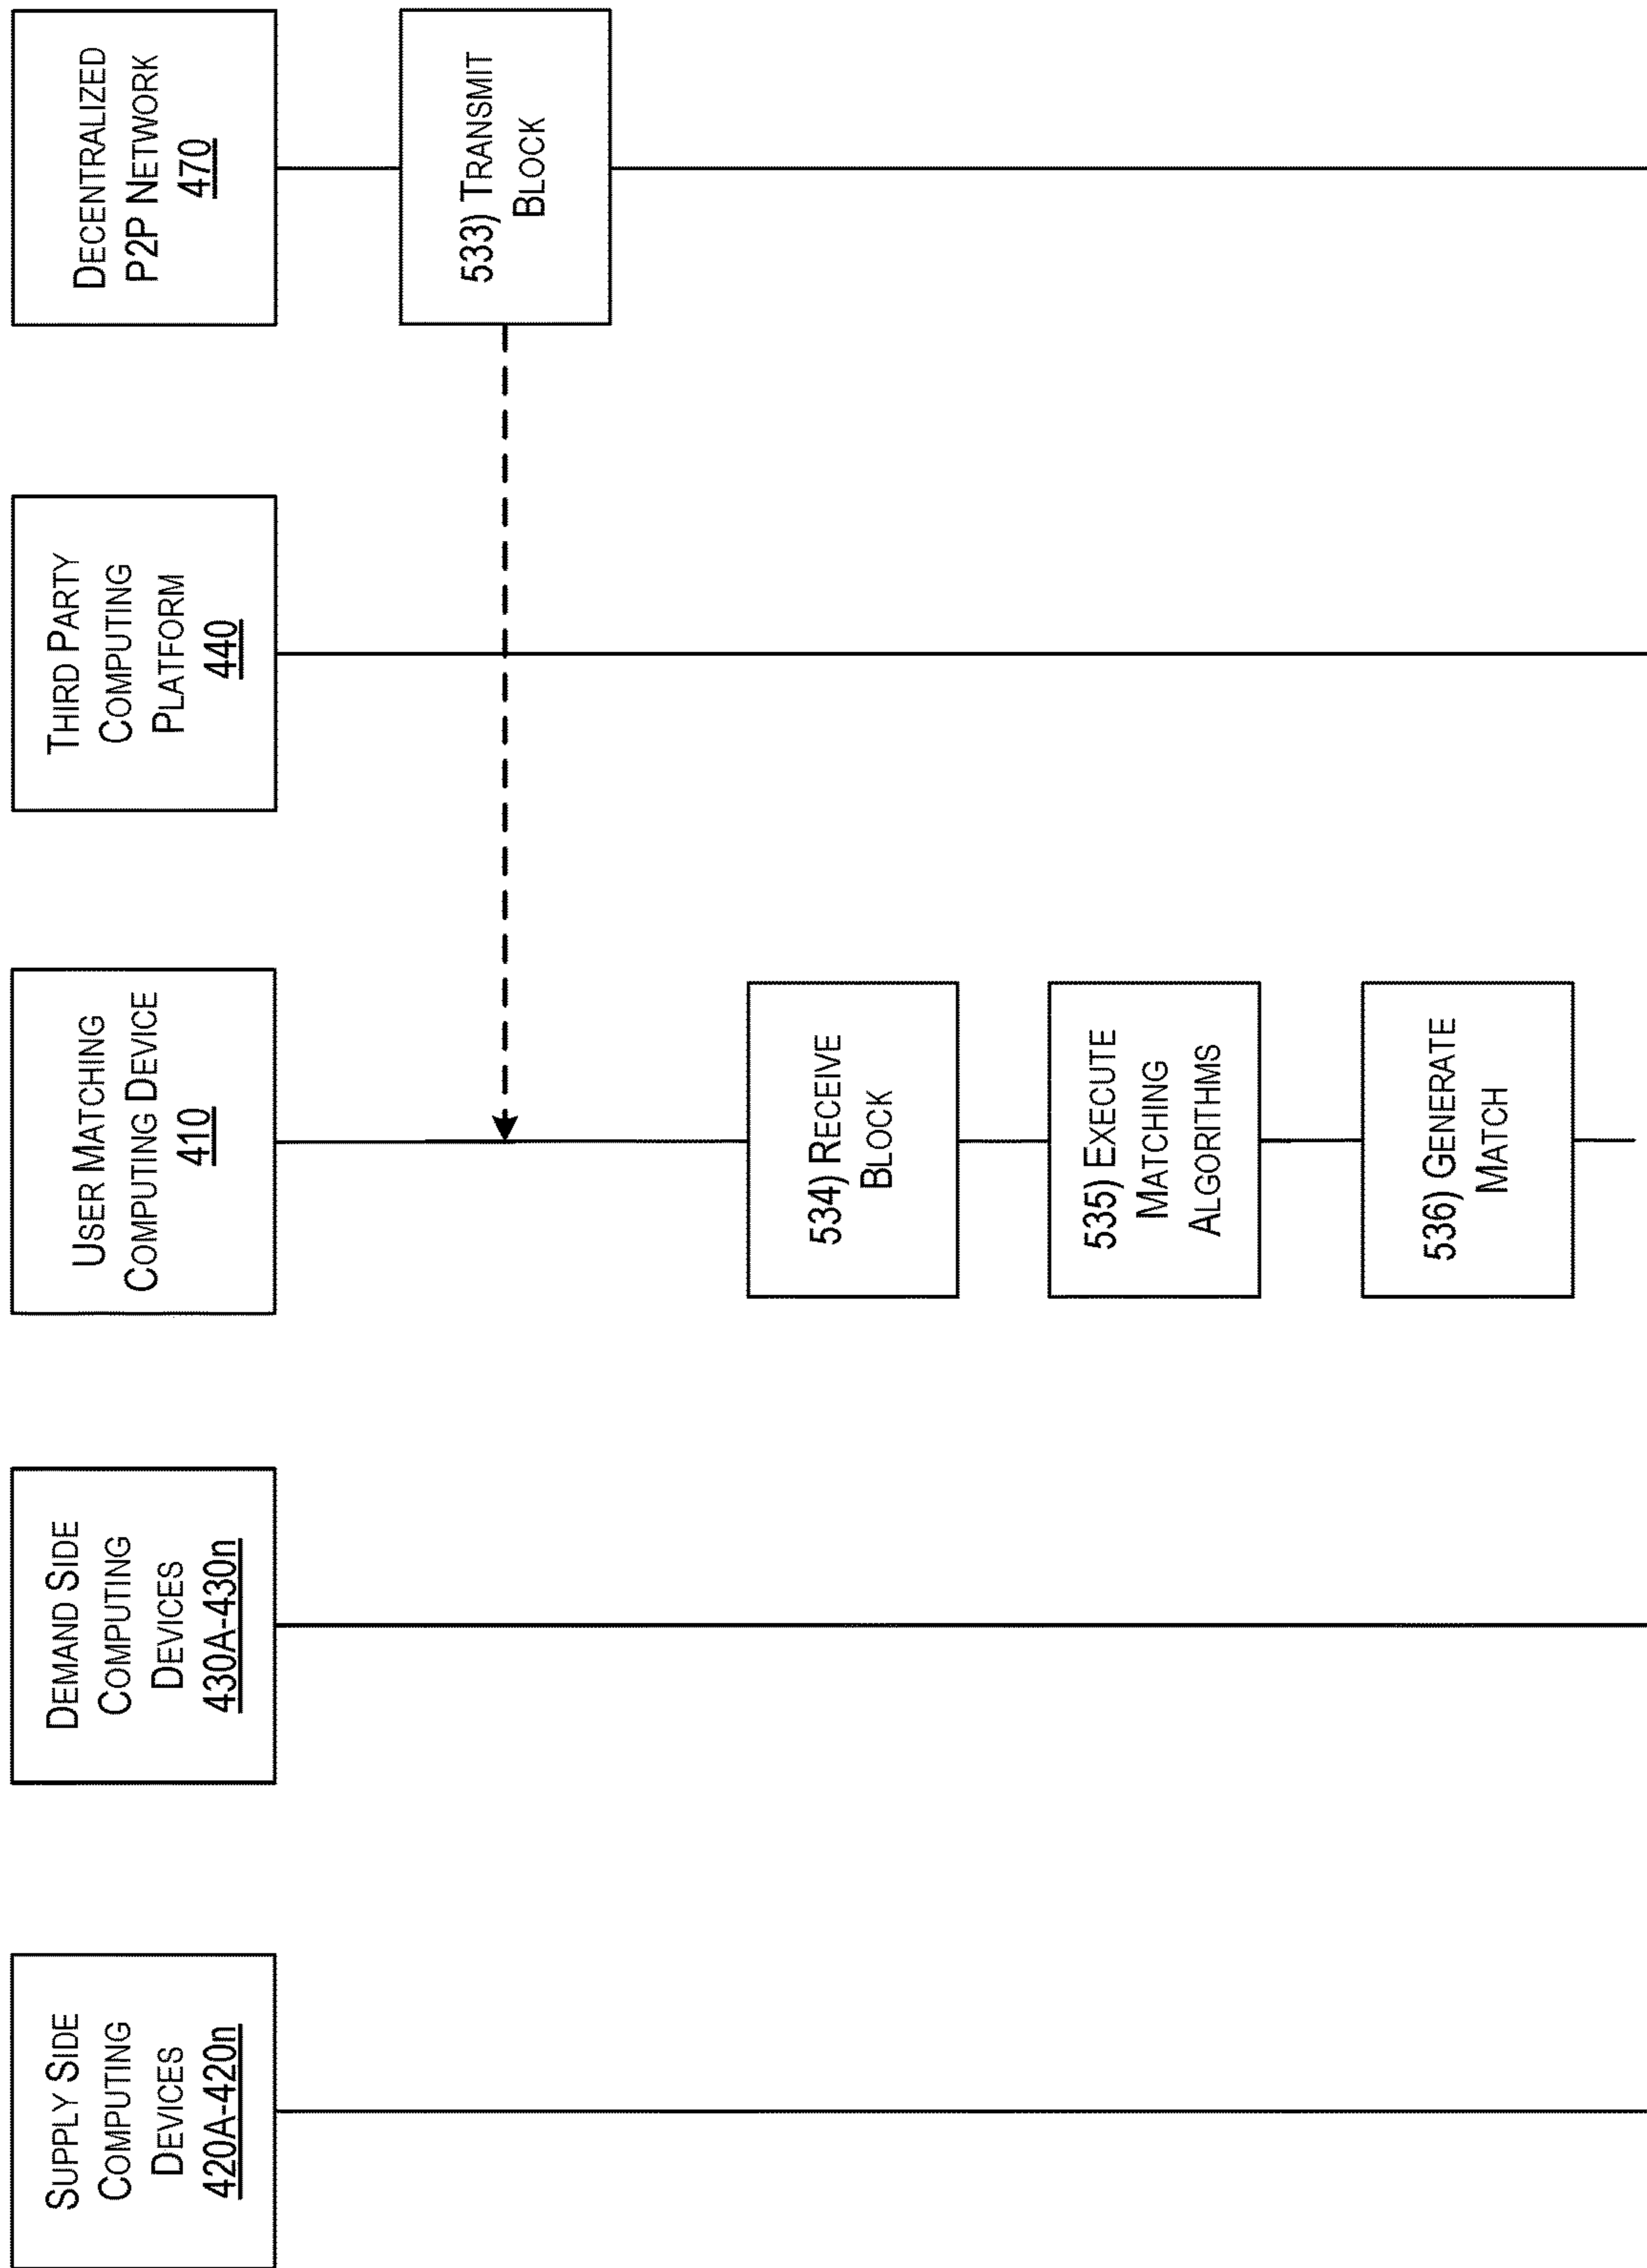 SUPPLY SIDE
COMPUTING
DEVICES
420A-420n
DEMAND SIDE
COMPUTING
DEVICES
430A-430n
USER MATCHING
COMPUTING DEVICE
410
THIRD PARTY
COMPUTING
PLATFORM
440
DECENTRALIZED
P2P NETWORK
470
533) TRANSMIT
BLOCK
534) RECEIVE
BLOCK
535) EXECUTE
MATCHING
ALGORITHMS
536) GENERATE
MATCH